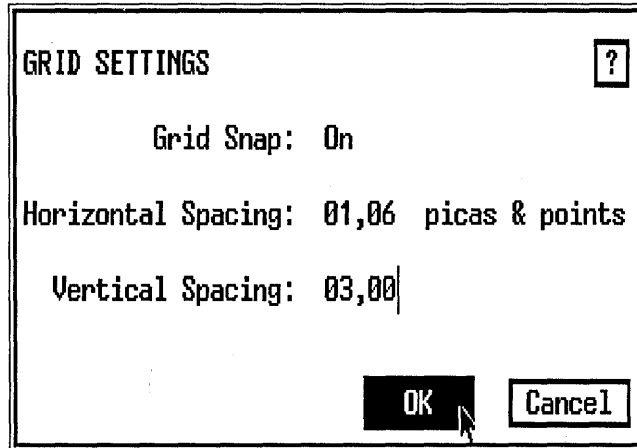 GRID SETTINGS ?
Grid Snap: On
Horizontal Spacing: 01,06 picas & points
Vertical Spacing: 03,00
OK Cancel